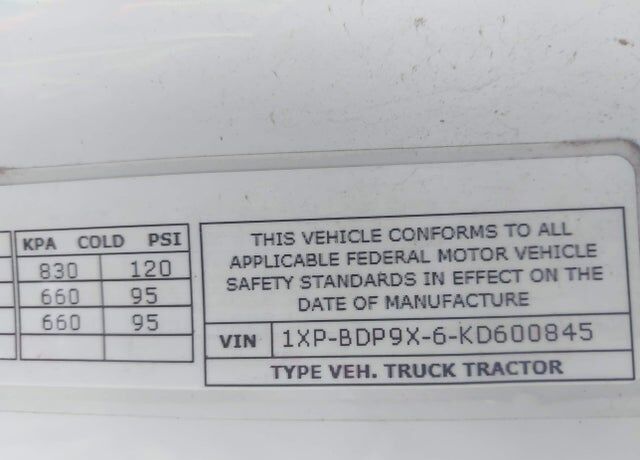 KPA COLD PSI
830 120
660 95
660 95
THIS VEHICLE CONFORMS TO ALL
APPLICABLE FEDERAL MOTOR VEHICLE
SAFETY STANDARDS IN EFFECT ON THE
DATE OF MANUFACTURE
VIN 1XP-BDP9X-6-KD600845
TYPE VEH. TRUCK TRACTOR